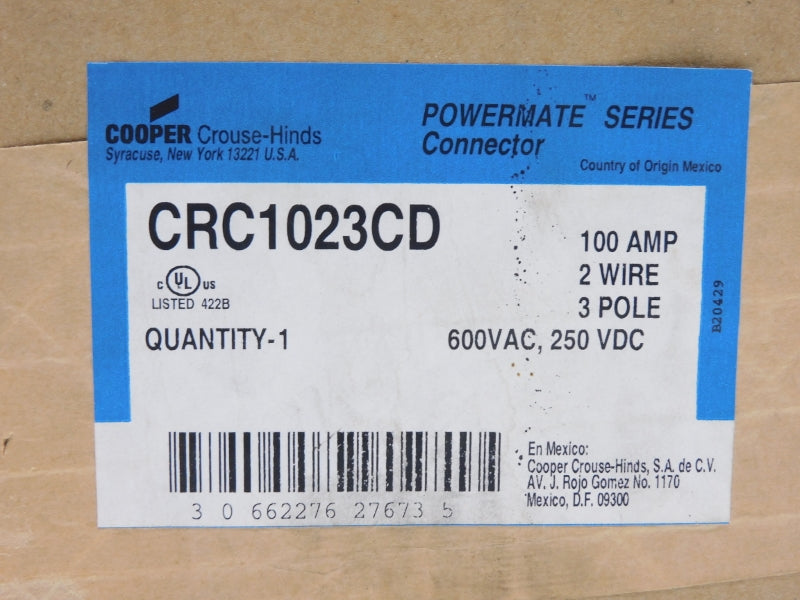 COOPER Crouse-Hinds
Syracuse, New York 13221 U.S.A.
POWERMATE™ SERIES
Connector
Country of Origin Mexico
CRC1023CD
100 AMP
2 WIRE
3 POLE
600VAC, 250 VDC
C UL US
LISTED 422B
QUANTITY-1
B20429
3 0 662276 27673 5
En Mexico:
Cooper Crouse-Hinds, S.A. de C.V.
AV. J. Rojo Gomez No. 1170
Mexico, D.F. 09300